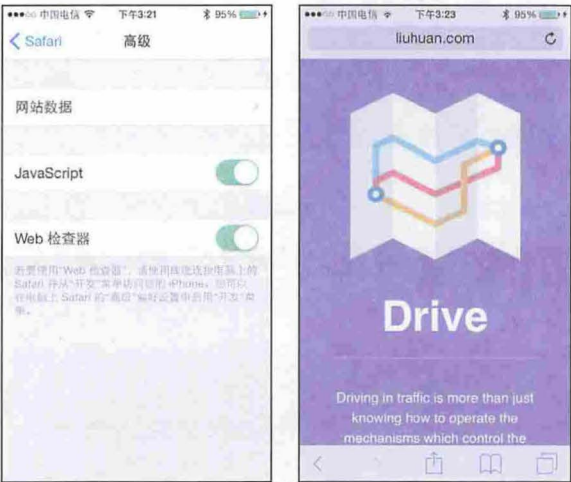 中国电信 下午3:21 95%
Safari 高级
网站数据
JavaScript
Web 检查器
若要使用“Web 检查器”，请使用线缆连接电脑上的
Safari 并从“开发”菜单访问您的 iPhone。您可以
在电脑上 Safari 的“高级”偏好设置中启用“开发”菜
单。
中国电信 下午3:23 95%
liuhuan.com
Drive
Driving in traffic is more than just
knowing how to operate the
mechanisms which control the